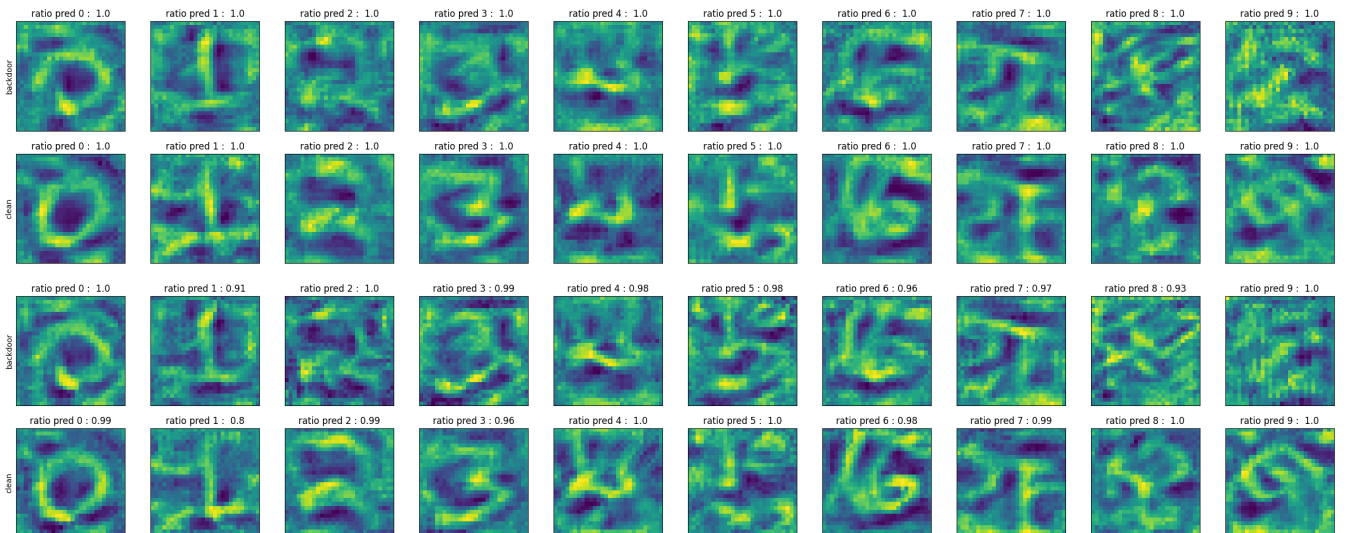 ratio pred 0 : 1.0 ratio pred 1 : 1.0 ratio pred 2 : 1.0 ratio pred 3 : 1.0 ratio pred 4 : 1.0 ratio pred 5 : 1.0 ratio pred 6 : 1.0 ratio pred 7 : 1.0 ratio pred 8 : 1.0 ratio pred 9 : 1.0
backdoor
ratio pred 0 : 1.0 ratio pred 1 : 1.0 ratio pred 2 : 1.0 ratio pred 3 : 1.0 ratio pred 4 : 1.0 ratio pred 5 : 1.0 ratio pred 6 : 1.0 ratio pred 7 : 1.0 ratio pred 8 : 1.0 ratio pred 9 : 1.0
clean
ratio pred 0 : 1.0 ratio pred 1 : 0.91 ratio pred 2 : 1.0 ratio pred 3 : 0.99 ratio pred 4 : 0.98 ratio pred 5 : 0.98 ratio pred 6 : 0.96 ratio pred 7 : 0.97 ratio pred 8 : 0.93 ratio pred 9 : 1.0
backdoor
ratio pred 0 : 0.99 ratio pred 1 : 0.8 ratio pred 2 : 0.99 ratio pred 3 : 0.96 ratio pred 4 : 1.0 ratio pred 5 : 1.0 ratio pred 6 : 0.98 ratio pred 7 : 0.99 ratio pred 8 : 1.0 ratio pred 9 : 1.0
clean